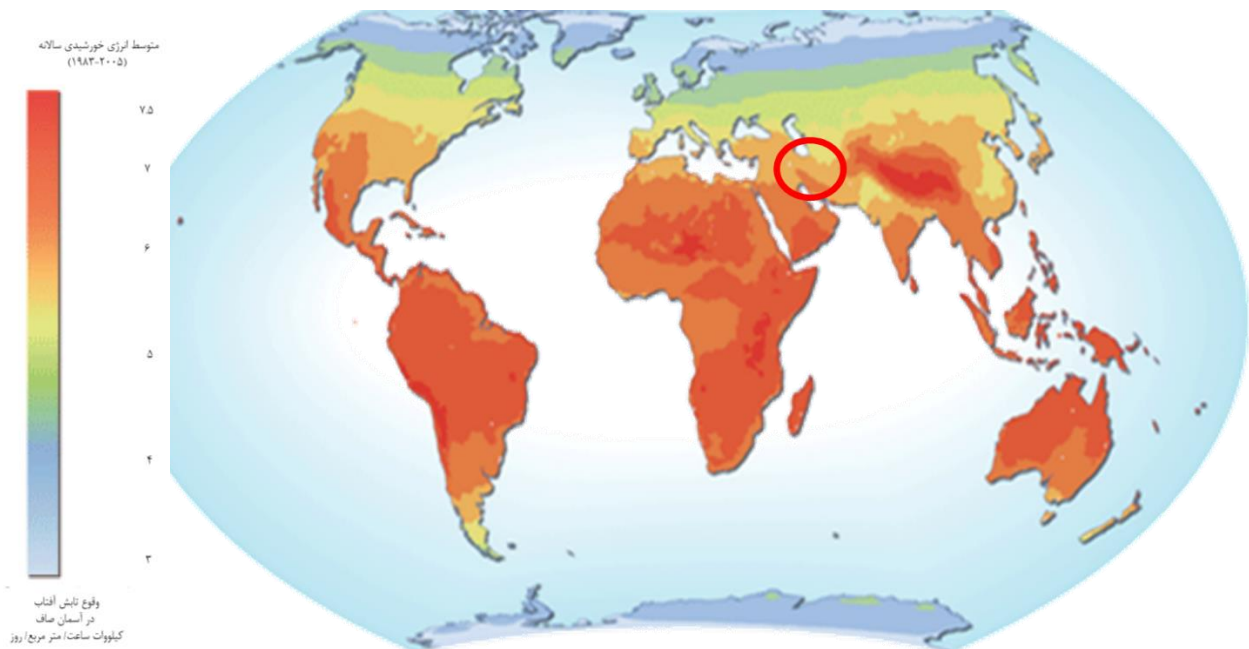 متوسط انرژی خورشیدی سالانه
(۱۹۸۳-۲۰۰۵)
۷.۵
۷
۶
۵
۴
۳
وقوع تابش آفتاب
در آسمان صاف
کیلووات ساعت/ متر مربع/ روز